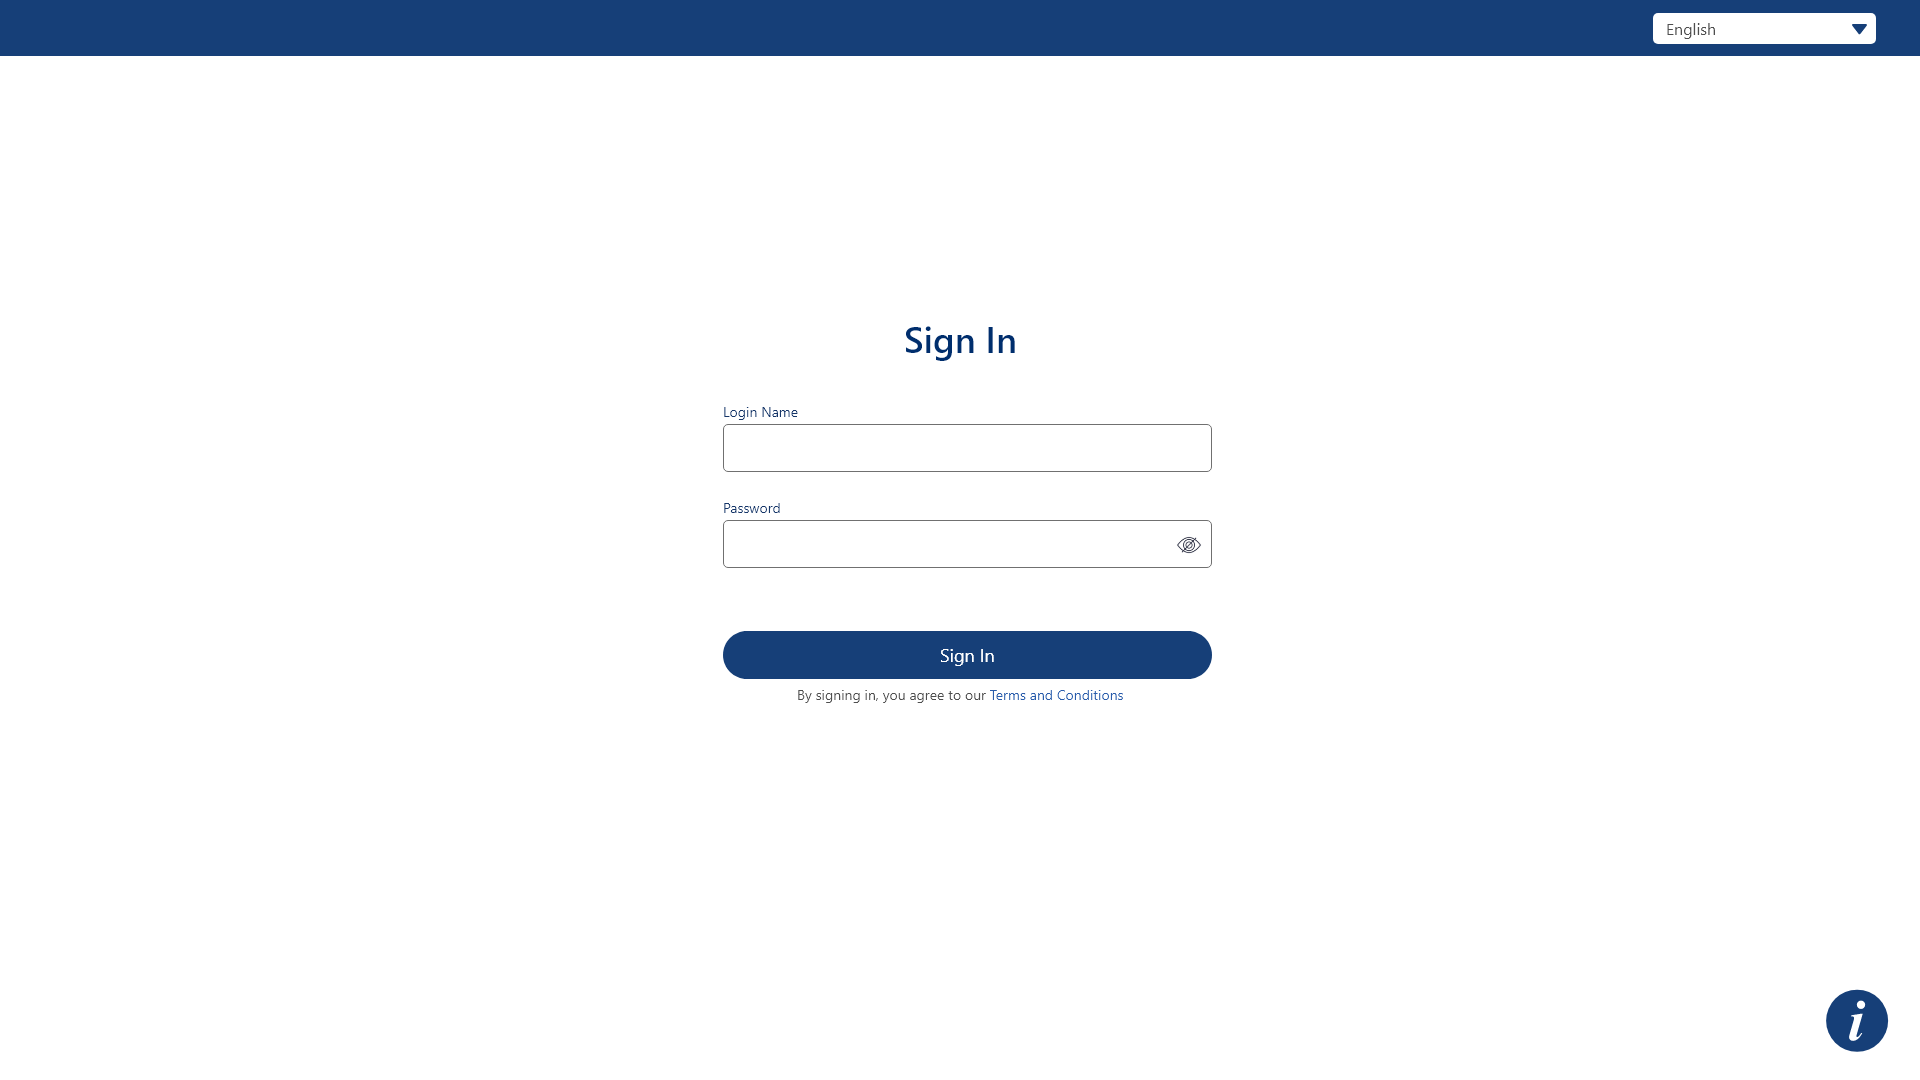 English
Sign In
Login Name
Password
Sign In
By signing in, you agree to our Terms and Conditions
i